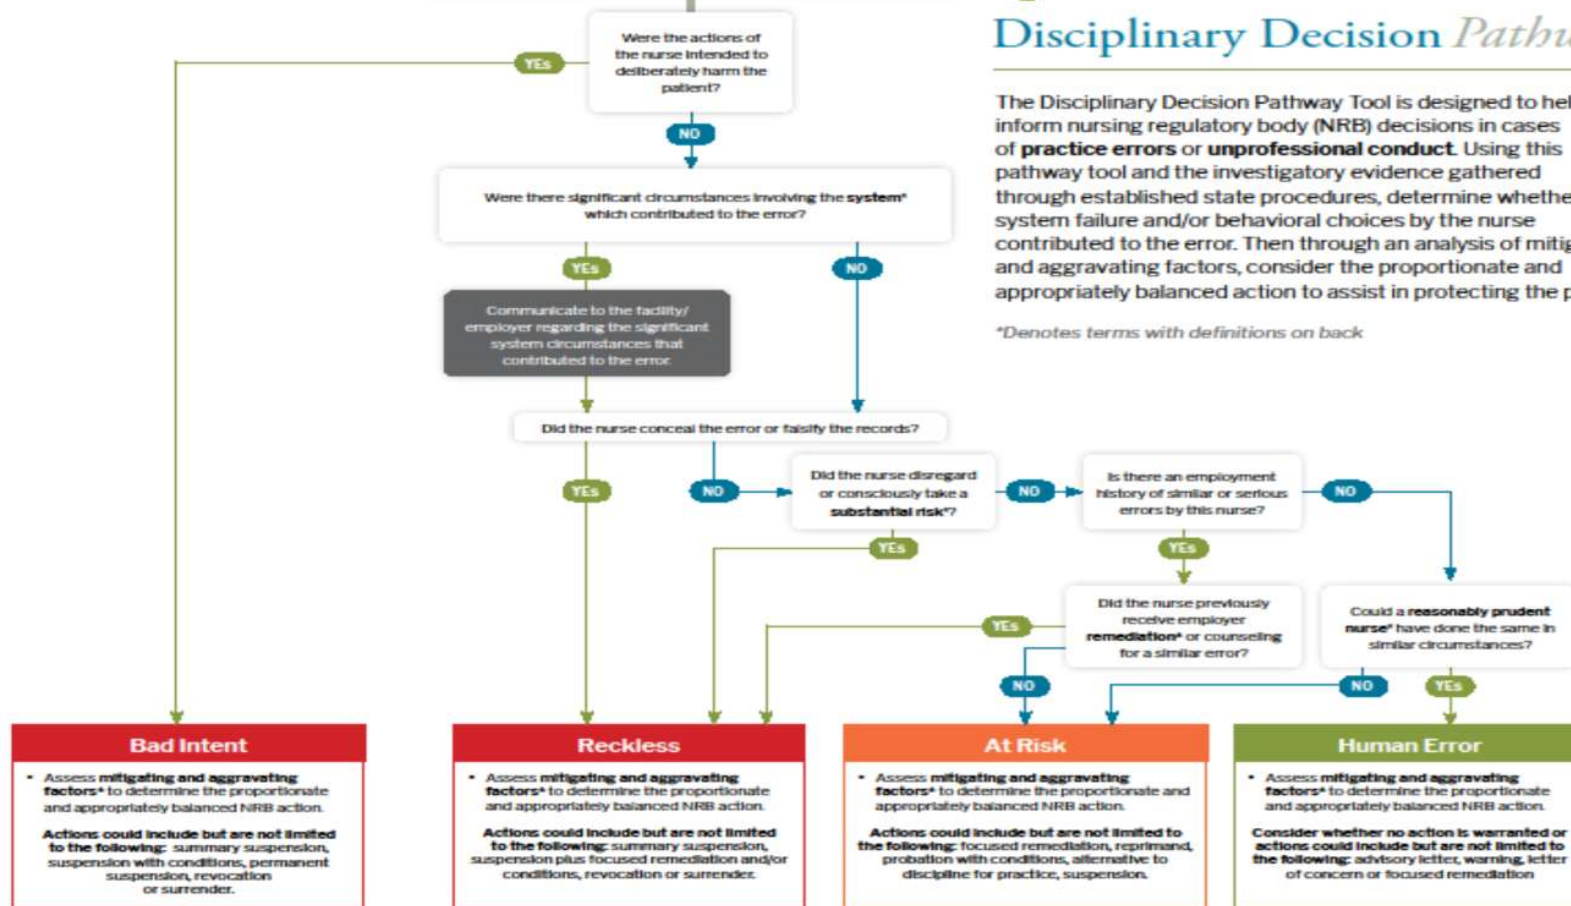 Disciplinary Decision
The Disciplinary Decision Pathway Tool is designed to
inform nursing regulatory body (NRB) decisions in cases
of practice errors or unprofessional conduct. Using this
pathway tool and the investigatory evidence gathered
through established state procedures, determine
system failure and/or behavioral choices by the nurse
contributed to the error. Then through an analysis of
and aggravating factors, consider the proportionate and
appropriately balanced action to assist in protecting the
*Denotes terms with definitions on back
Were the actions of
the nurse intended to
deliberately harm the
patient?
YEs
NO
Were there significant circumstances involving the system*
which contributed to the error?
YEs
NO
Communicate to the facility/
employer regarding the significant
system circumstances that
contributed to the error.
Did the nurse conceal the error or falsify the records?
YEs
NO
Did the nurse disregard
or consciously take a
substantial risk*?
NO
YEs
Is there an employment
history of similar or serious
errors by this nurse?
NO
YEs
Did the nurse previously
receive employer
remediation* or counseling
for a similar error?
YEs
NO
Could a reasonably prudent
nurse* have done the same in
similar circumstances?
NO
YEs
Bad Intent
• Assess mitigating and aggravating
factors* to determine the proportionate
and appropriately balanced NRB action.
Actions could include but are not limited
to the following: summary suspension,
suspension with conditions, permanent
suspension, revocation
or surrender.
Reckless
• Assess mitigating and aggravating
factors* to determine the proportionate
and appropriately balanced NRB action.
Actions could include but are not limited
to the following: summary suspension,
suspension plus focused remediation and/or
conditions, revocation or surrender.
At Risk
• Assess mitigating and aggravating
factors* to determine the proportionate and
appropriately balanced NRB action.
Actions could include but are not limited to
the following: focused remediation, reprimand,
probation with conditions, alternative to
discipline for practice, suspension.
Human Error
• Assess mitigating and aggravating
factors* to determine the proportionate
and appropriately balanced NRB action.
Consider whether no action is warranted or
actions could include but are not limited to
the following: advisory letter, warning, letter
of concern or focused remediation